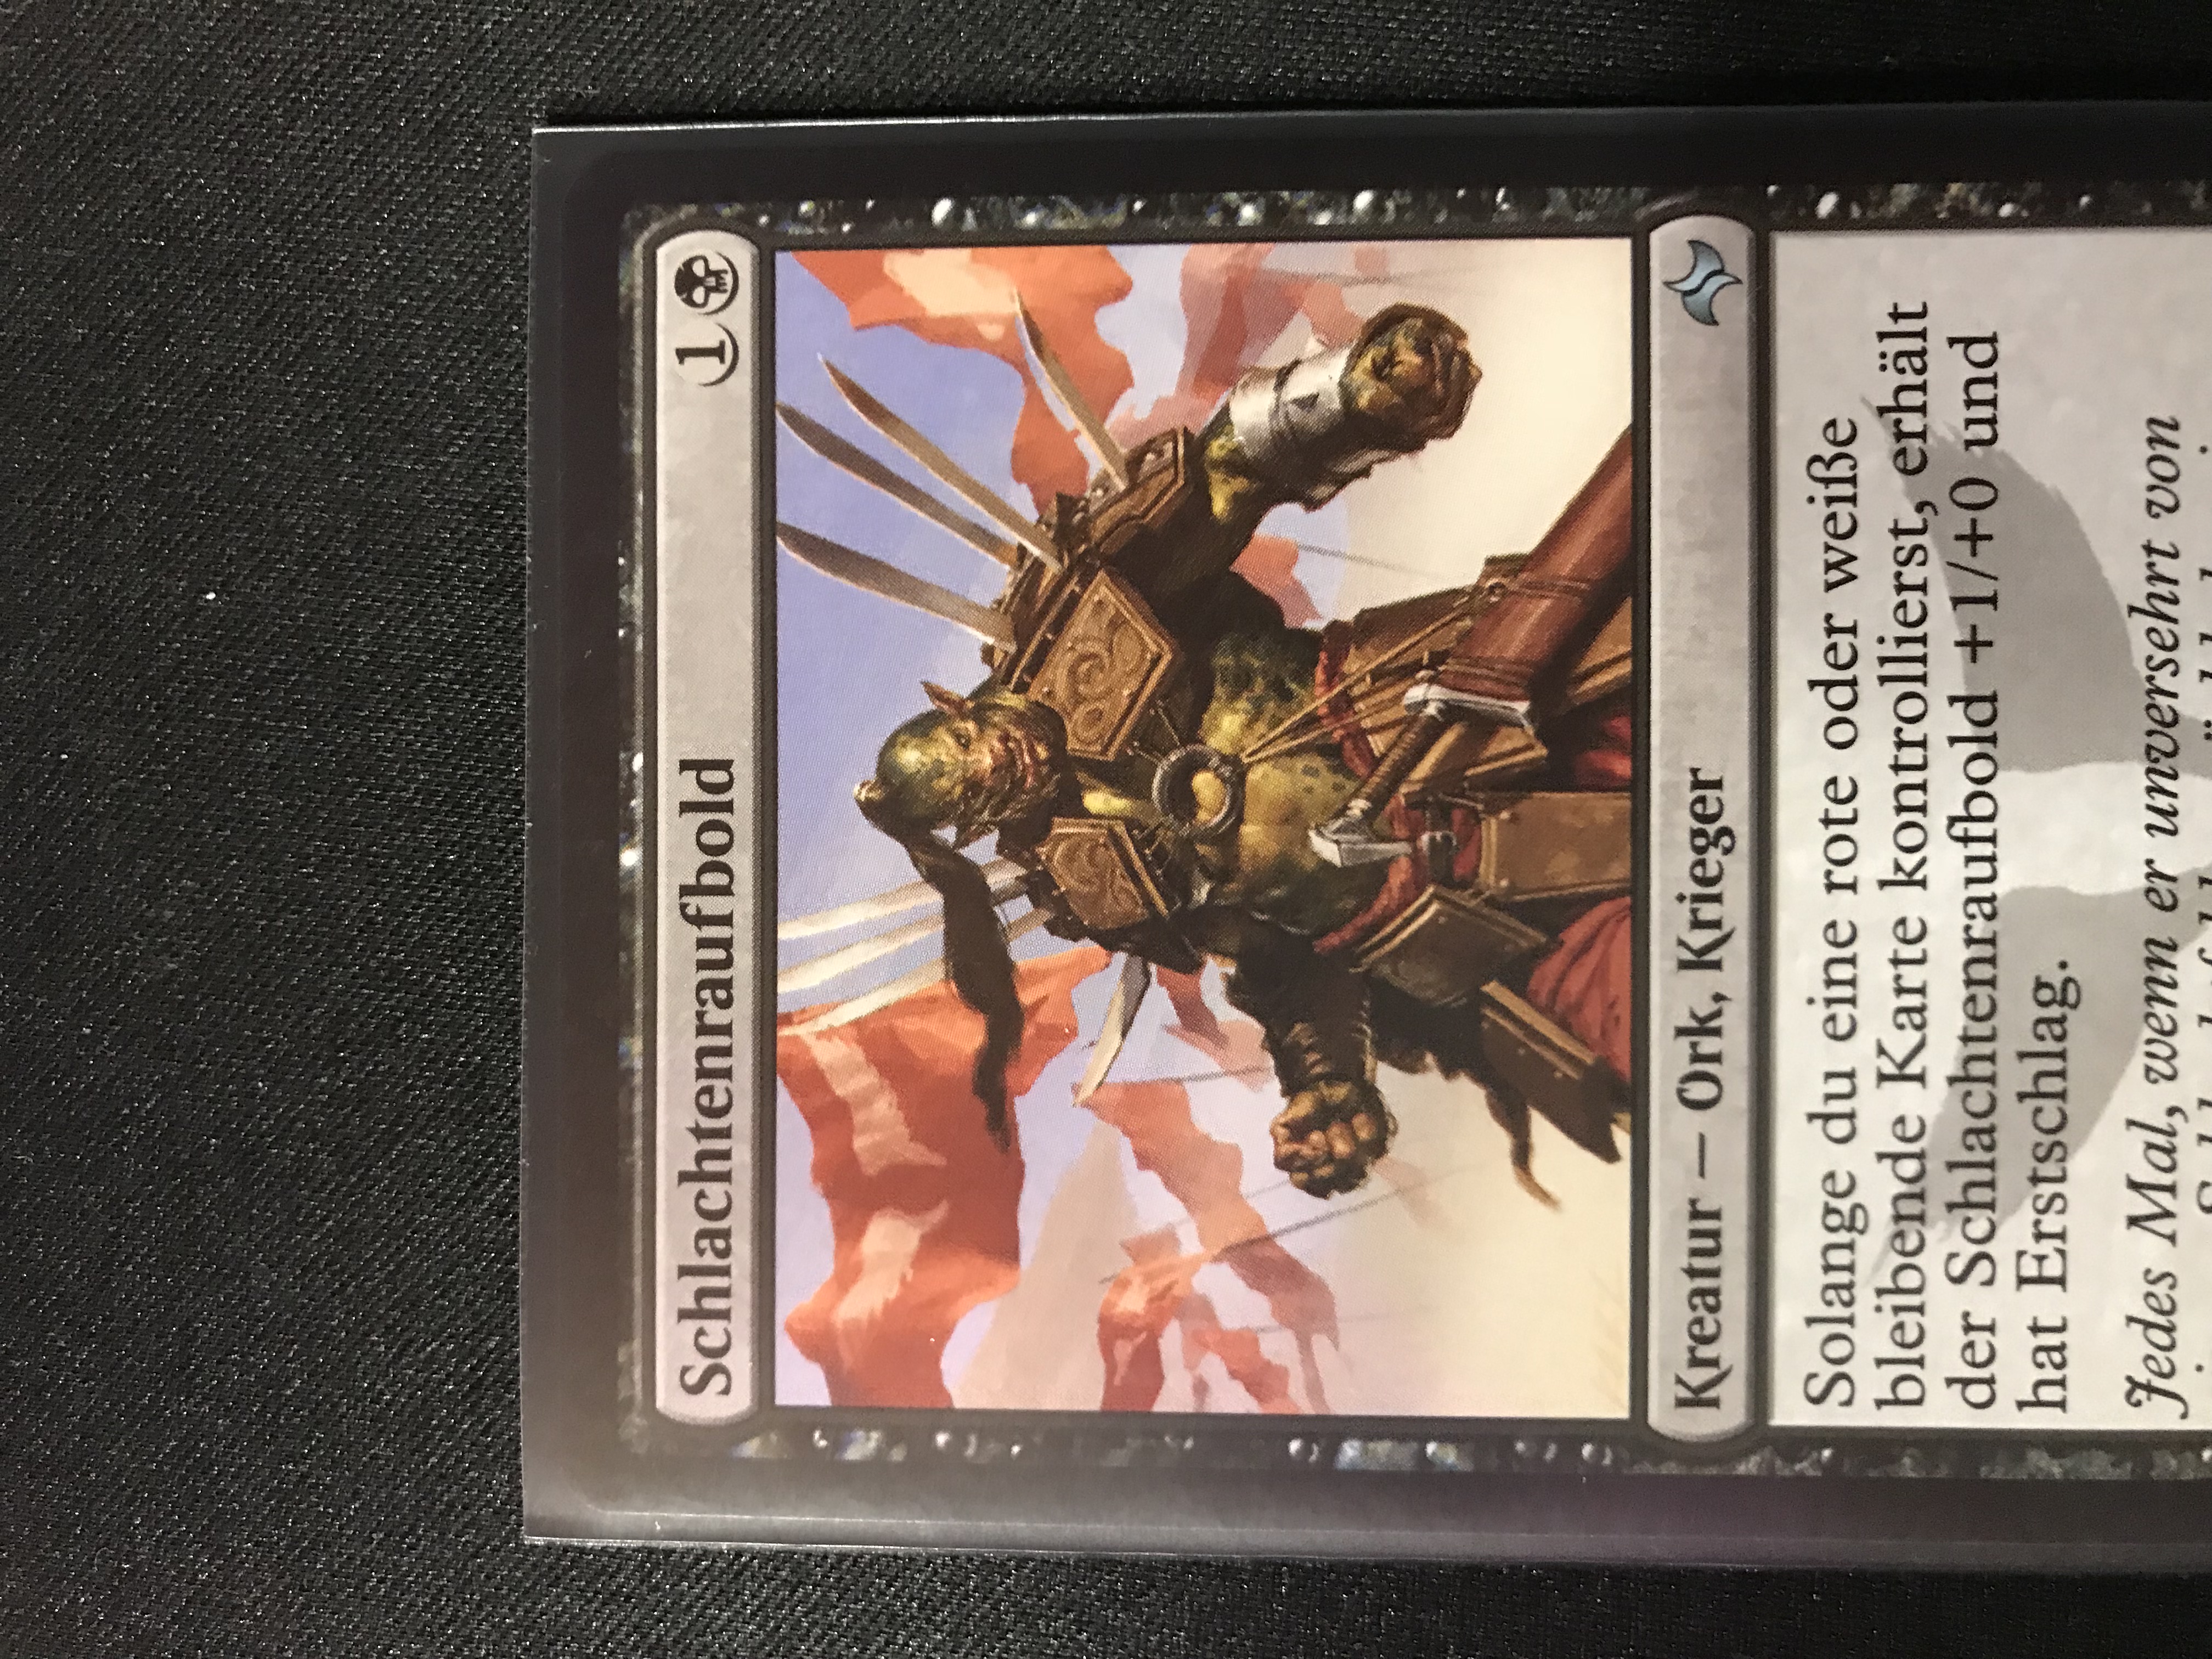 Schlachtenraufbold 1
Kreatur — Ork, Krieger
Solange du eine rote oder weiße
bleibende Karte kontrollierst, erhält
der Schlachtenraufbold +1/+0 und
hat Erstschlag.
Jedes Mal, wenn er unversehrt von